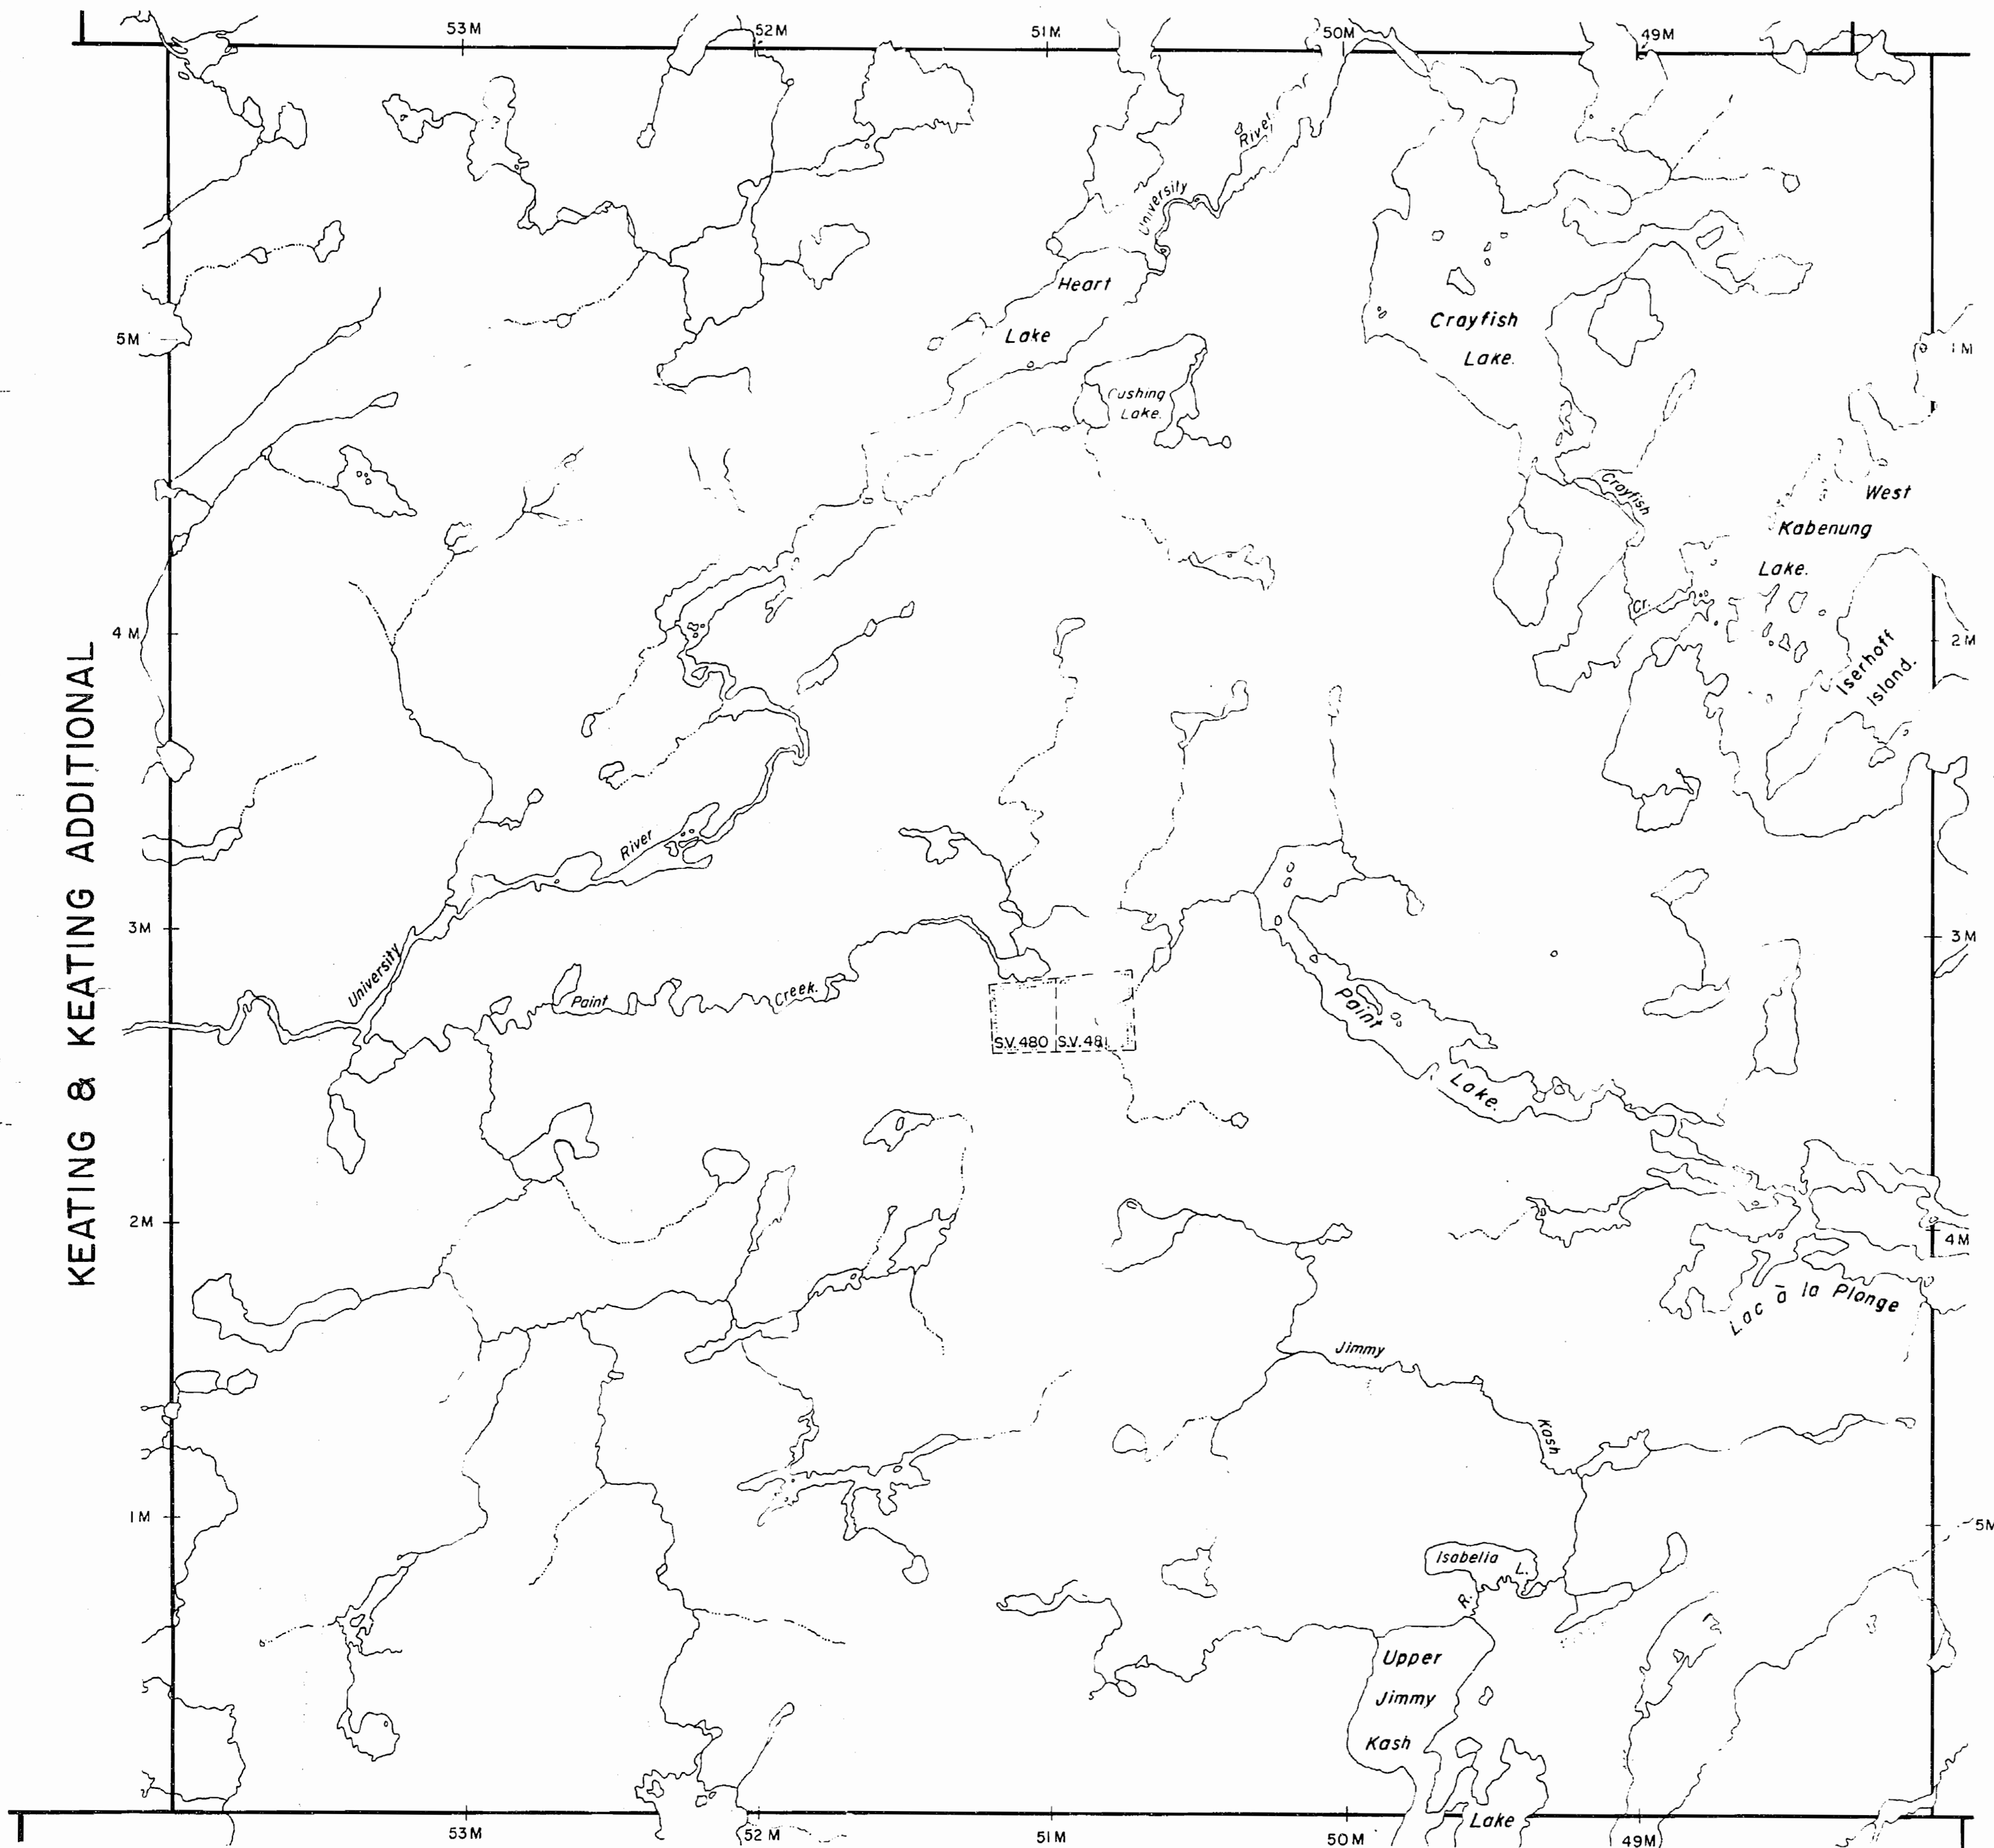 53M
52M
51M
50M
49M
River
University
Heart
Lake
Crayfish
Lake.
5M
1M
Cushing
Lake.
Crayfish
West
Kabenung
Lake.
Cr.
4M
2M
Iserhoff
Island.
KEATING & KEATING ADDITIONAL
River
3M
3M
University
Paint
Creek.
Paint
Lake.
S.V. 480
S.V. 481
2M
4M
Lac à la Plonge
Jimmy
Kash
1M
5M
Isabella
L.
R.
Upper
Jimmy
Kash
Lake
53M
52M
51M
50M
49M